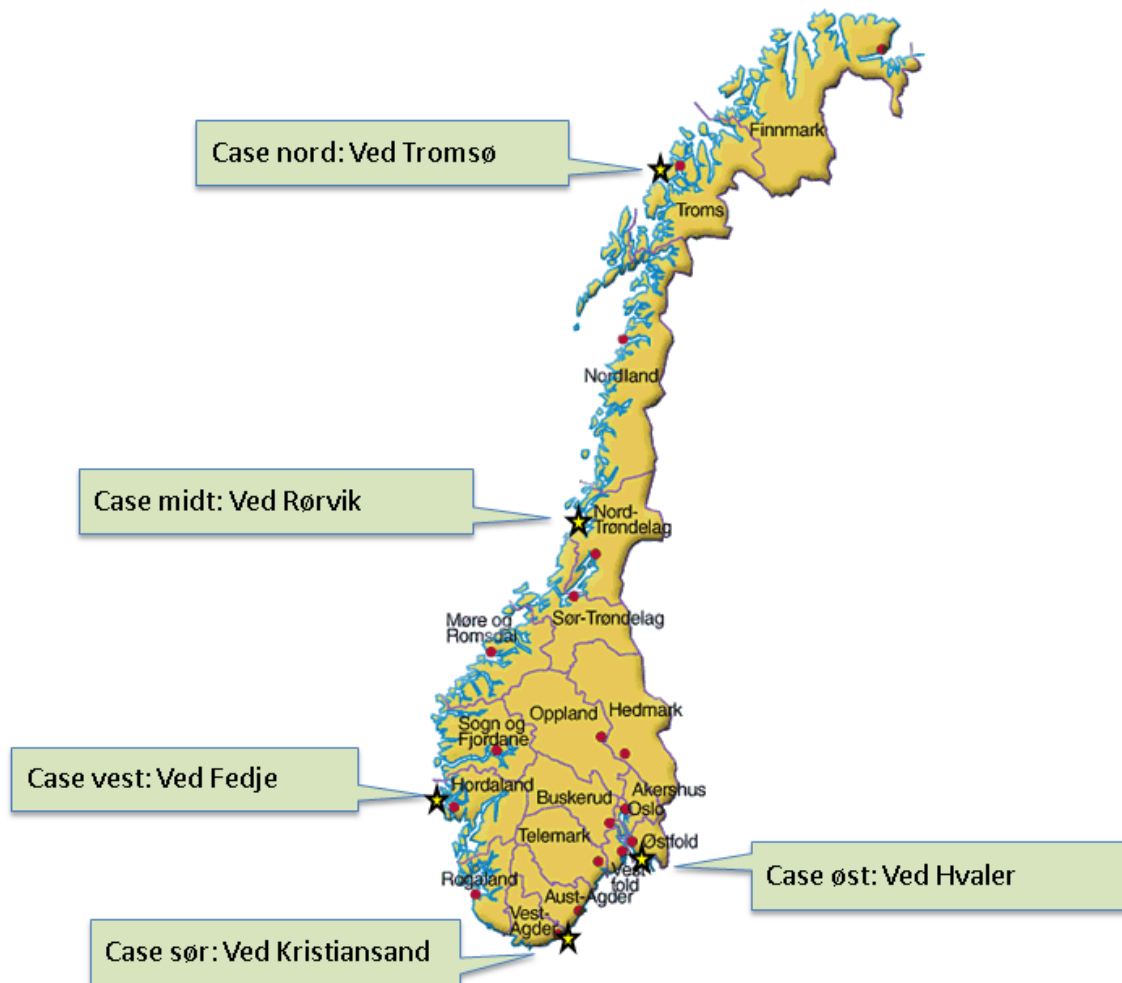 Finnmark
Case nord: Ved Tromsø
Troms
Nordland
Case midt: Ved Rørvik
Nord-
Trøndelag
Møre og
Romsdal
Sør-Trøndelag
Hedmark
Oppland
Sogn og
Fjordane
Case vest: Ved Fedje
Hordaland
Akershus
Buskerud
Oslo
Telemark
Østfold
Vest
fold
Rogaland
Case øst: Ved Hvaler
Aust-Agder
Vest-
Agder
Case sør: Ved Kristiansand